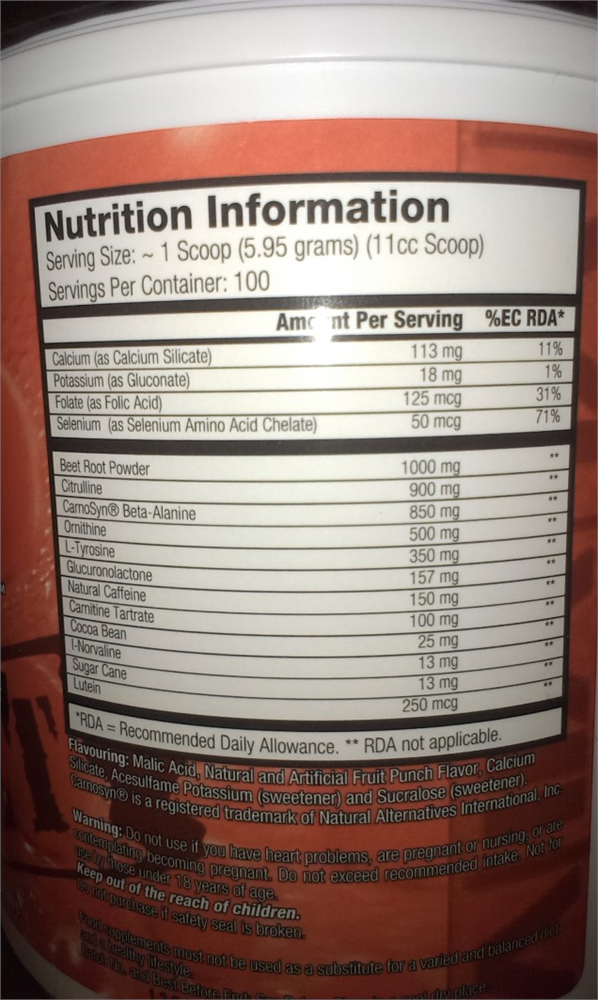 Nutrition Information
Serving Size: ~ 1 Scoop (5.95 grams) (11cc Scoop)
Servings Per Container: 100
Amount Per Serving %EC RDA*
Calcium (as Calcium Silicate) 113 mg 11%
Potassium (as Gluconate) 18 mg 1%
Folate (as Folic Acid) 125 mcg 31%
Selenium (as Selenium Amino Acid Chelate) 50 mcg 71%
Beet Root Powder 1000 mg **
Citrulline 900 mg **
CarnoSyn® Beta-Alanine 850 mg **
Ornithine 500 mg **
L-Tyrosine 350 mg **
Glucuronolactone 157 mg **
Natural Caffeine 150 mg **
Carnitine Tartrate 100 mg **
Cocoa Bean 25 mg **
l-Norvaline 13 mg **
Sugar Cane 13 mg **
Lutein 250 mcg **
*RDA = Recommended Daily Allowance. ** RDA not applicable.
Flavouring: Malic Acid, Natural and Artificial Fruit Punch Flavor, Calcium
Silicate, Acesulfame Potassium (sweetener) and Sucralose (sweetener).
Carnosyn® is a registered trademark of Natural Alternatives International, Inc.
Warning: Do not use if you have heart problems, are pregnant or nursing, or are
contemplating becoming pregnant. Do not exceed recommended intake. Not for
use by those under 18 years of age.
Keep out of the reach of children.
Do not purchase if safety seal is broken.
Food supplements must not be used as a substitute for a varied and balanced diet
and a healthy lifestyle.
Batch No. and Best Before End: dry place.